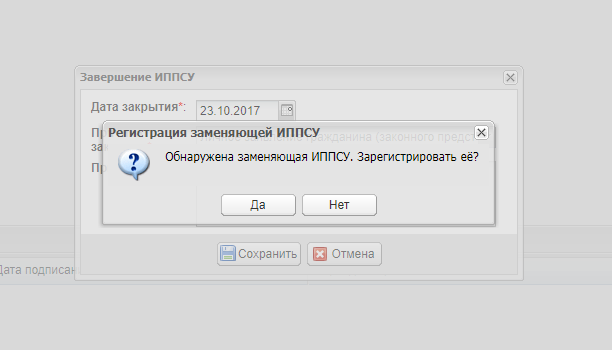 Завершение ИППСУ
Дата закрытия*: 23.10.2017
Регистрация заменяющей ИППСУ
Обнаружена заменяющая ИППСУ. Зарегистрировать её?
Да Нет
Сохранить Отмена
Дата